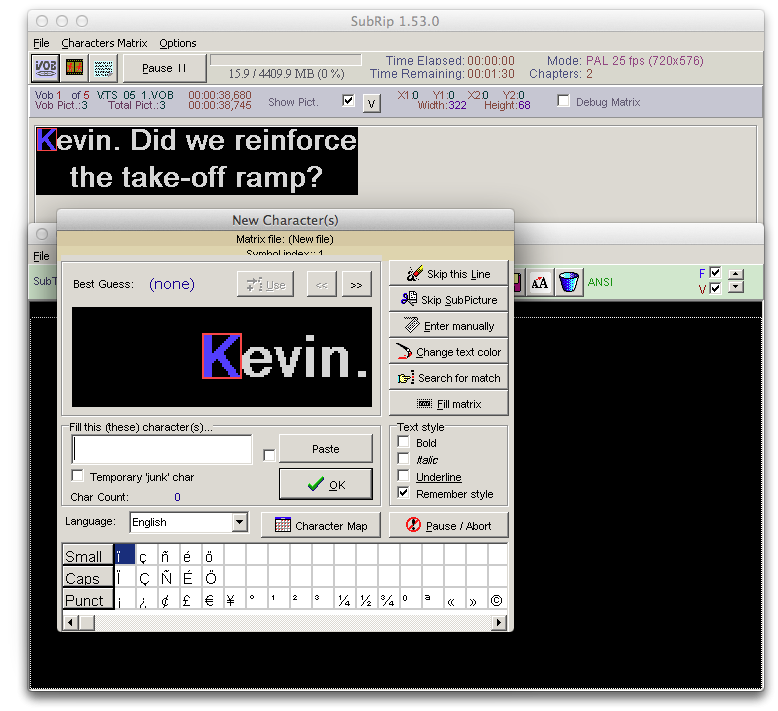 SubRip 1.53.0
File Characters Matrix Options
VOB
Pause II
15.9 / 4409.9 MB (0 %)
Time Elapsed: 00:00:00
Time Remaining: 00:01:30
Mode: PAL 25 fps (720x576)
Chapters: 2
Vob 1 of 5 VTS 05 1.VOB 00:00:38,680
Vob Pict.:3 Total Pict.:3 00:00:38,745
Show Pict.
V
X1:0 Y1:0 X2:0 Y2:0
Width:322 Height:68
Debug Matrix
Kevin. Did we reinforce
the take-off ramp?
File
SubT
ANSI
F
V
New Character(s)
Matrix file: (New file)
Symbol index:: 1
Best Guess: (none)
Use
<<
>>
Kevin.
Skip this Line
Skip SubPicture
Enter manually
Change text color
Search for match
Fill matrix
Fill this (these) character(s)...
Paste
OK
Temporary 'junk' char
Char Count: 0
Text style
Bold
Italic
Underline
Remember style
Language: English
Character Map
Pause / Abort
Small ï ç ñ é ö
Caps Ï Ç Ñ É Ö
Punct ¡ ¿ ¢ £ € ¥ ° ¹ ² ³ ¼ ½ ¾ º ª « » ©